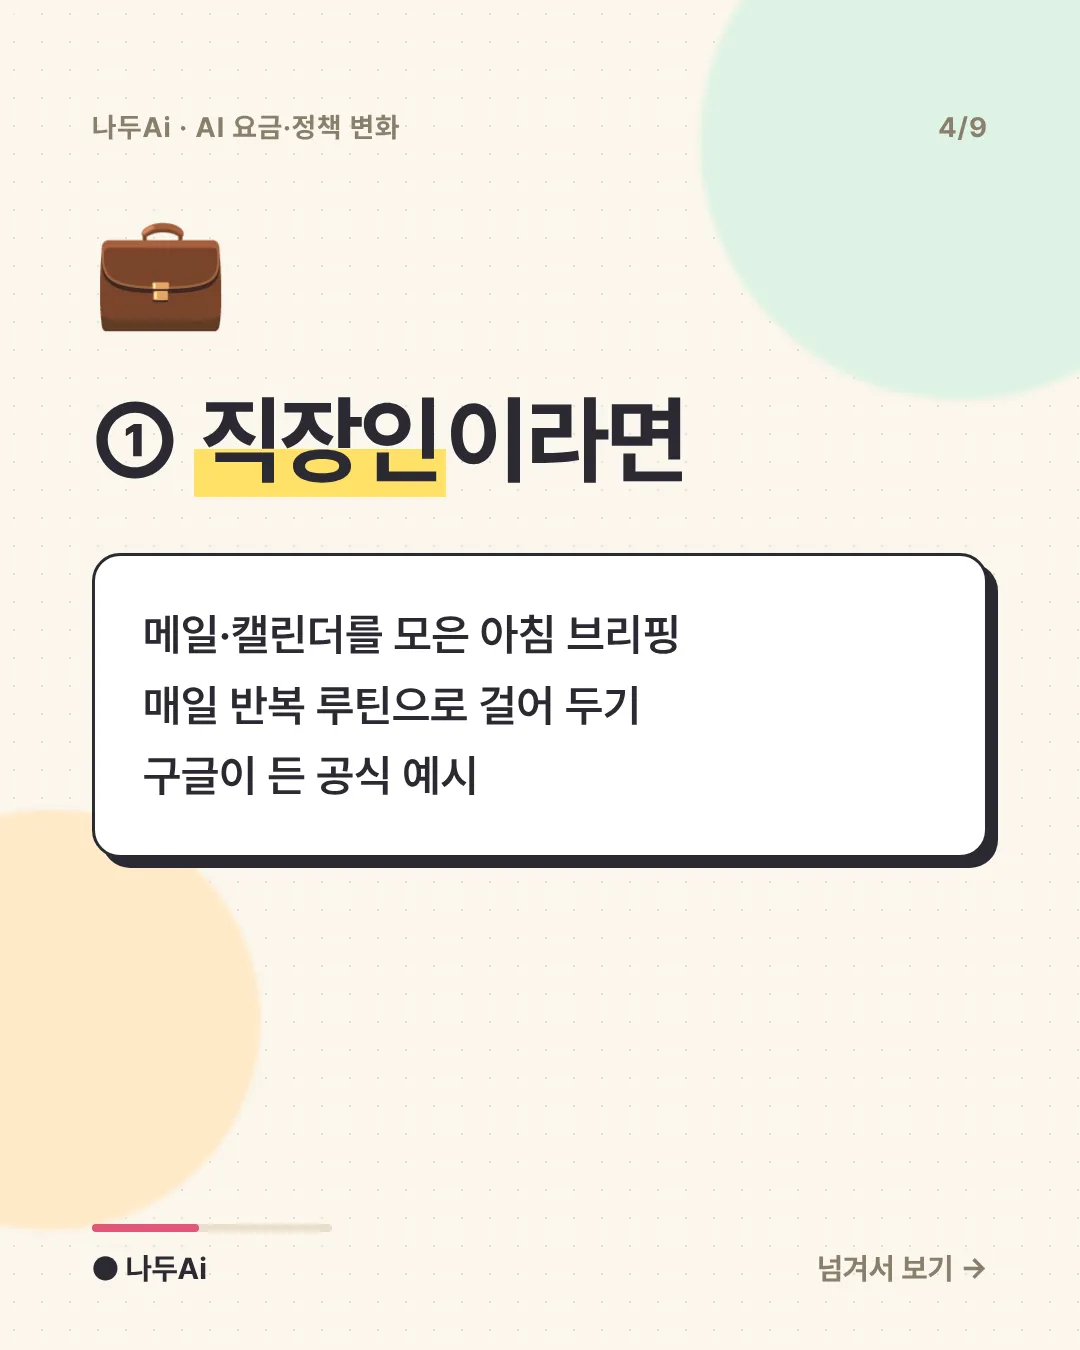 나두Ai · AI 요금·정책 변화
4/9
① 직장인이라면
메일·캘린더를 모은 아침 브리핑
매일 반복 루틴으로 걸어 두기
구글이 든 공식 예시
● 나두Ai
넘겨서 보기 →